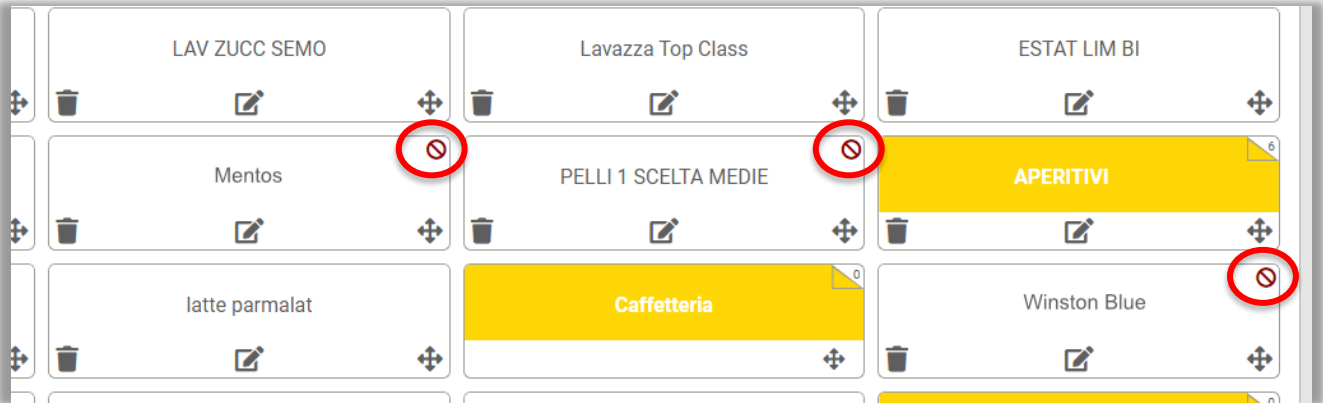 LAV ZUCC SEMO
Lavazza Top Class
ESTAT LIM BI
Mentos
PELLI 1 SCELTA MEDIE
6
APERITIVI
latte parmalat
0
Caffetteria
Winston Blue
0